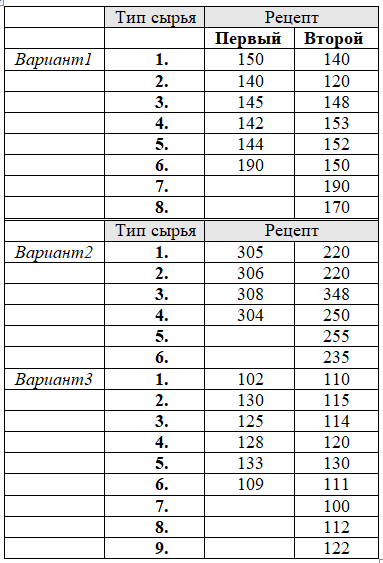 Тип сырья Рецепт
Первый Второй
Вариант1 1. 150 140
2. 140 120
3. 145 148
4. 142 153
5. 144 152
6. 190 150
7. 190
8. 170
Тип сырья Рецепт
Вариант2 1. 305 220
2. 306 220
3. 308 348
4. 304 250
5. 255
6. 235
Вариант3 1. 102 110
2. 130 115
3. 125 114
4. 128 120
5. 133 130
6. 109 111
7. 100
8. 112
9. 122